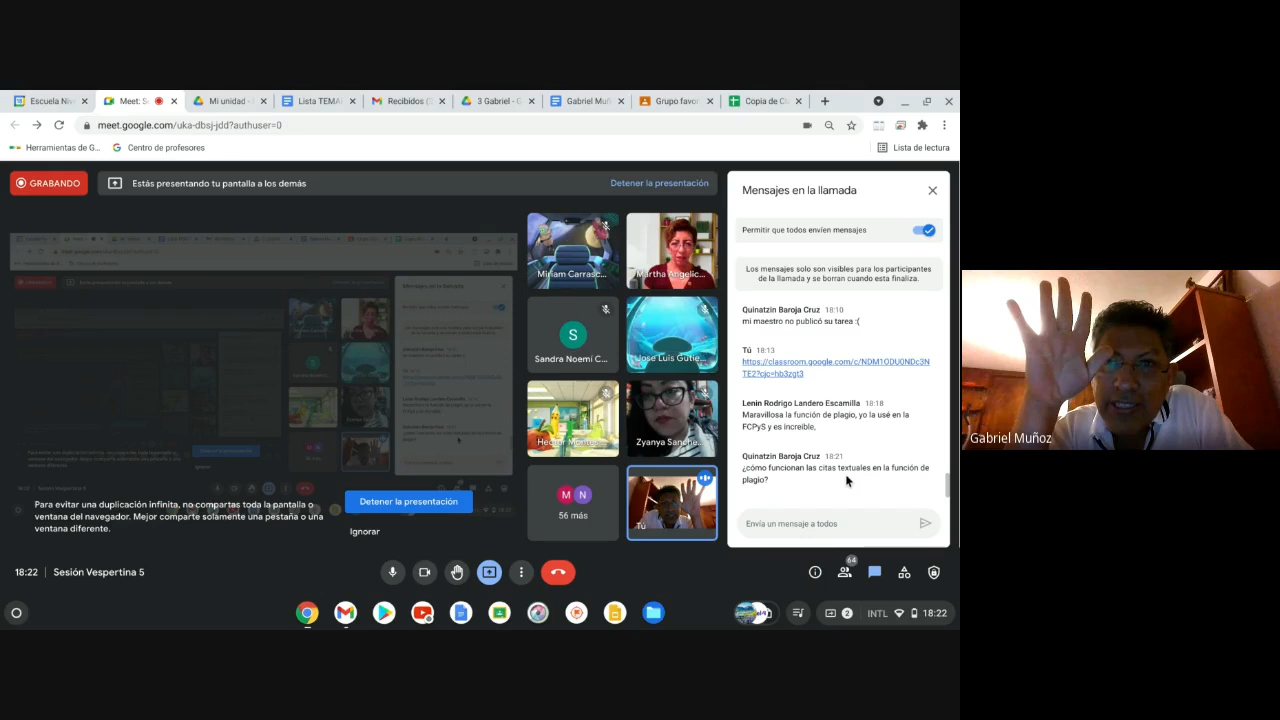 Escuela Niv
Meet: S
Mi unidad -
Lista TEMA
Recibidos (
3 Gabriel - G
Gabriel Muñ
Grupo favor
Copia de Cl
meet.google.com/uka-dbsj-jdd?authuser=0
Herramientas de G...
Centro de profesores
Lista de lectura
GRABANDO
Estás presentando tu pantalla a los demás
Detener la presentación
Mensajes en la llamada
Permitir que todos envíen mensajes
Los mensajes solo son visibles para los participantes
de la llamada y se borran cuando esta finaliza.
Quinatzin Baroja Cruz 18:10
mi maestro no publicó su tarea :(
Tú 18:13
https://classroom.google.com/c/NDM1ODU0NDc3N
TE2?cjc=hb3zgt3
Lenin Rodrigo Landero Escamilla 18:18
Maravillosa la función de plagio, yo la usé en la
FCPyS y es increible,
Quinatzin Baroja Cruz 18:21
¿cómo funcionan las citas textuales en la función de
plagio?
Envía un mensaje a todos
Miriam Carrasc...
Martha Angelic...
Sandra Noemí C...
Jose Luis Gutie...
Zyanya Sanche...
S
M N
56 más
Tú
Para evitar una duplicación infinita, no compartas toda la pantalla o
ventana del navegador. Mejor comparte solamente una pestaña o una
ventana diferente.
Detener la presentación
Ignorar
18:22 | Sesión Vespertina 5
64
2
INTL
18:22
Gabriel Muñoz